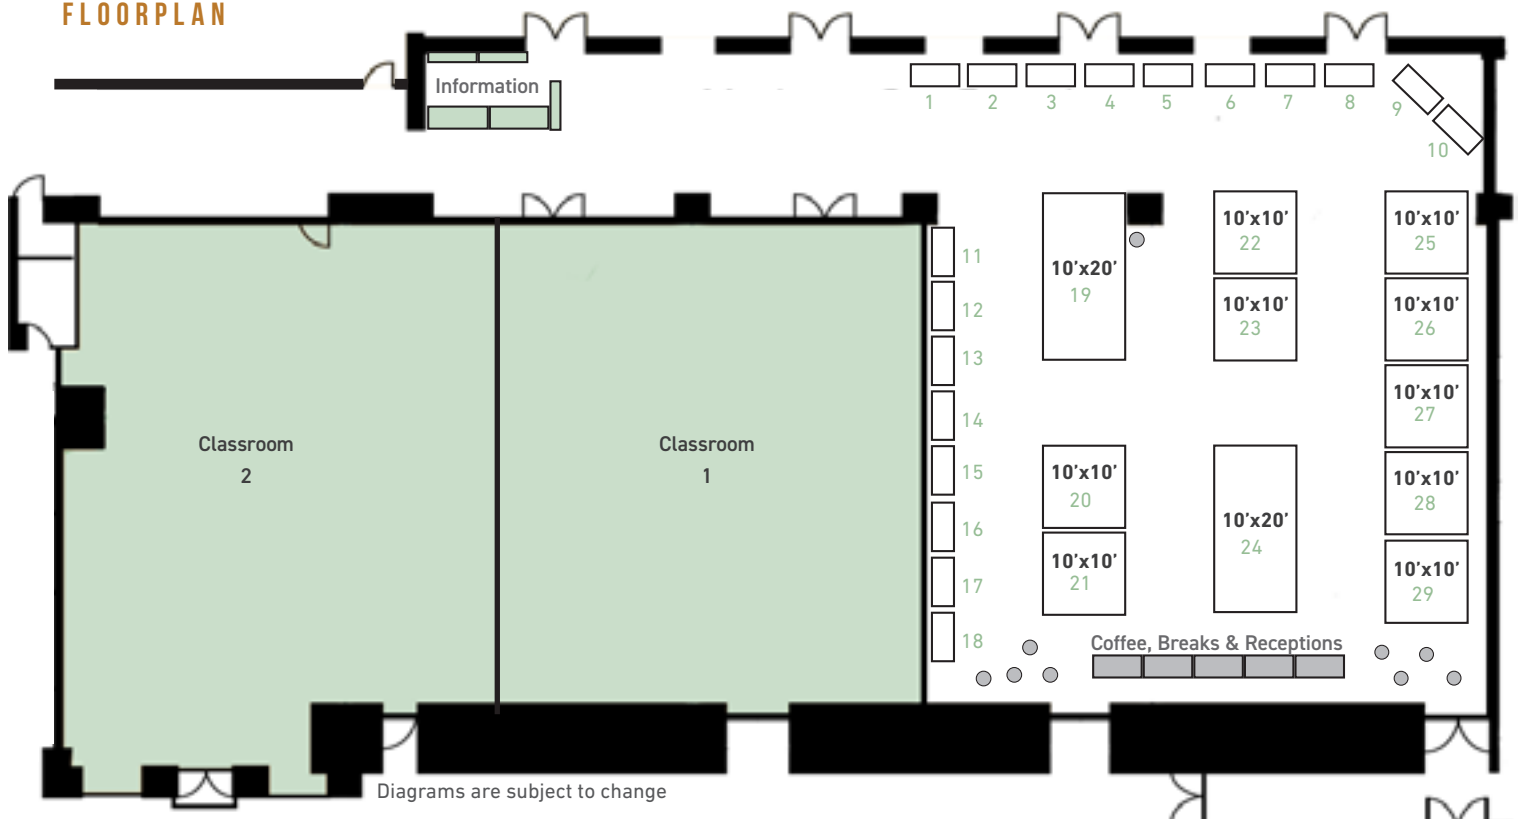 FLOORPLAN
Information
1 2 3 4 5 6 7 8 9
10
10'x20'
19
10'x10'
22
10'x10'
23
10'x10'
25
10'x10'
26
10'x10'
27
10'x10'
28
10'x10'
29
11
12
13
14
15
16
17
18
Classroom
2
Classroom
1
10'x10'
20
10'x10'
21
10'x20'
24
Coffee, Breaks & Receptions
Diagrams are subject to change